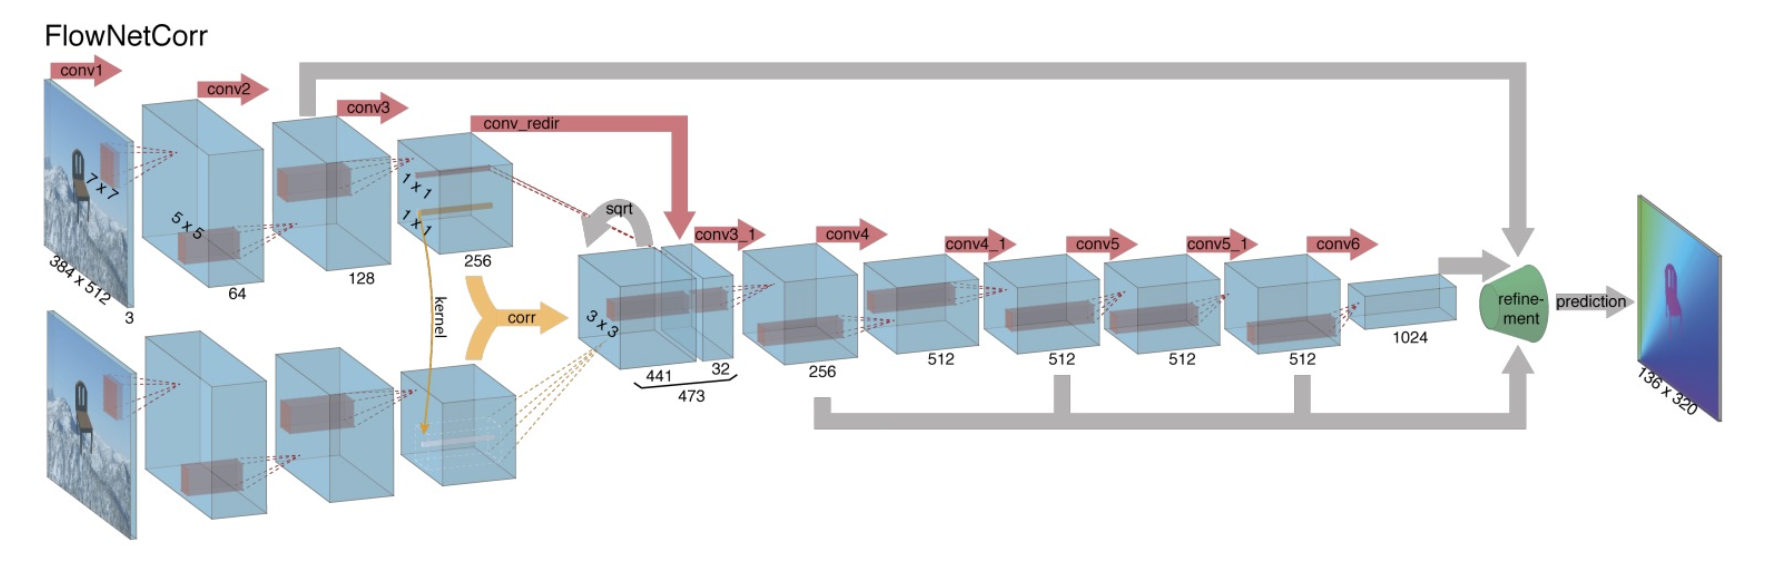 FlowNetCorr
conv1
conv2
conv3
conv_redir
7 x 7
5 x 5
1 x 1
1 x 1
384 x 512
3
64
128
256
kernel
corr
sqrt
conv3_1
conv4
conv4_1
conv5
conv5_1
conv6
3 x 3
441
32
473
256
512
512
512
512
1024
refine-
ment
prediction
136 x 320